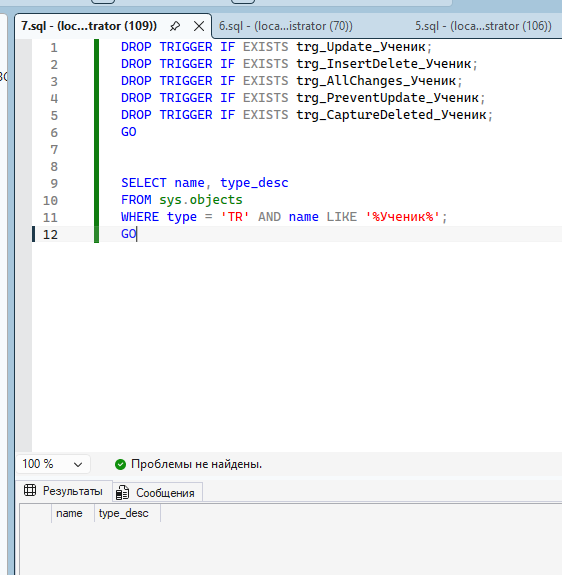 7.sql - (loc...trator (109))
6.sql - (loca...istrator (70))
5.sql - (loca...strator (106))
1 DROP TRIGGER IF EXISTS trg_Update_Ученик;
2 DROP TRIGGER IF EXISTS trg_InsertDelete_Ученик;
3 DROP TRIGGER IF EXISTS trg_AllChanges_Ученик;
4 DROP TRIGGER IF EXISTS trg_PreventUpdate_Ученик;
5 DROP TRIGGER IF EXISTS trg_CaptureDeleted_Ученик;
6 GO
7
8
9 SELECT name, type_desc
10 FROM sys.objects
11 WHERE type = 'TR' AND name LIKE '%Ученик%';
12 GO
100 %
Проблемы не найдены.
Результаты
Сообщения
name type_desc